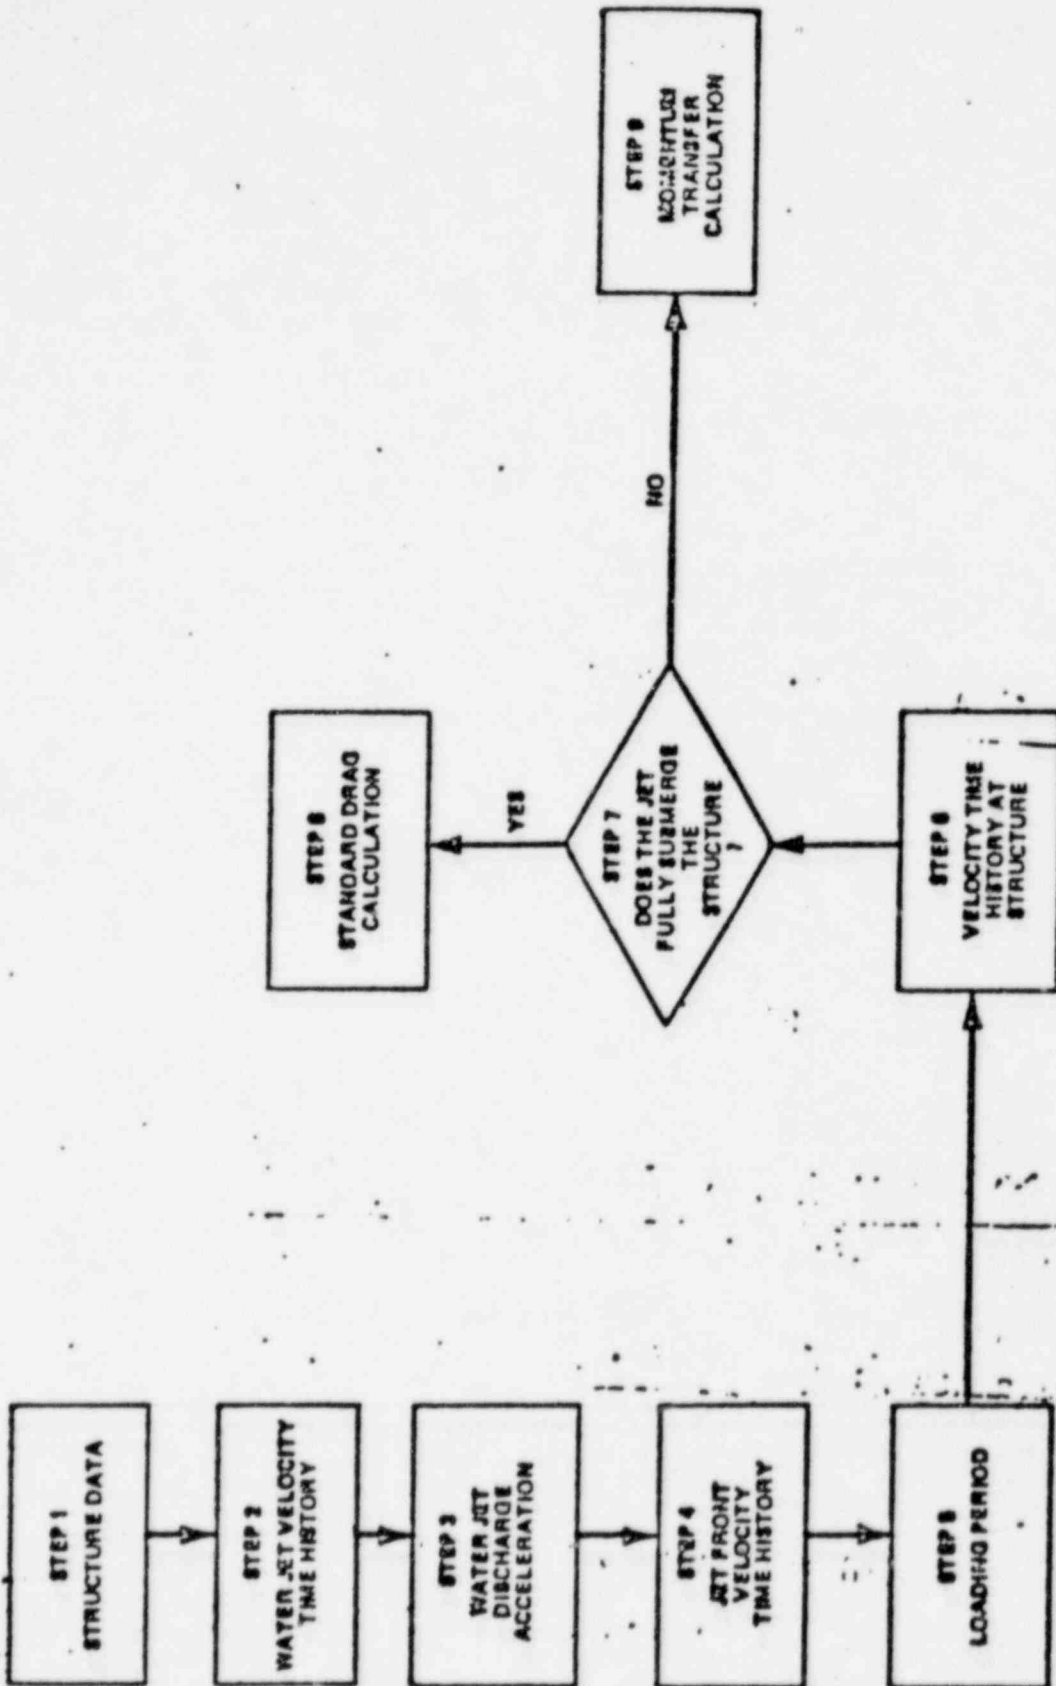 STEP 1
STRUCTURE DATA
STEP 2
WATER JET VELOCITY
TIME HISTORY
STEP 3
WATER JET
DISCHARGE
ACCELERATION
STEP 4
JET FRONT
VELOCITY
TIME HISTORY
STEP 5
LOADING PERIOD
STEP 6
VELOCITY TIME
HISTORY AT
STRUCTURE
STEP 7
DOES THE JET
FULLY SUBMERGE
THE
STRUCTURE
?
YES
STEP 8
STANDARD DRAG
CALCULATION
NO
STEP 9
MOMENTUM
TRANSFER
CALCULATION